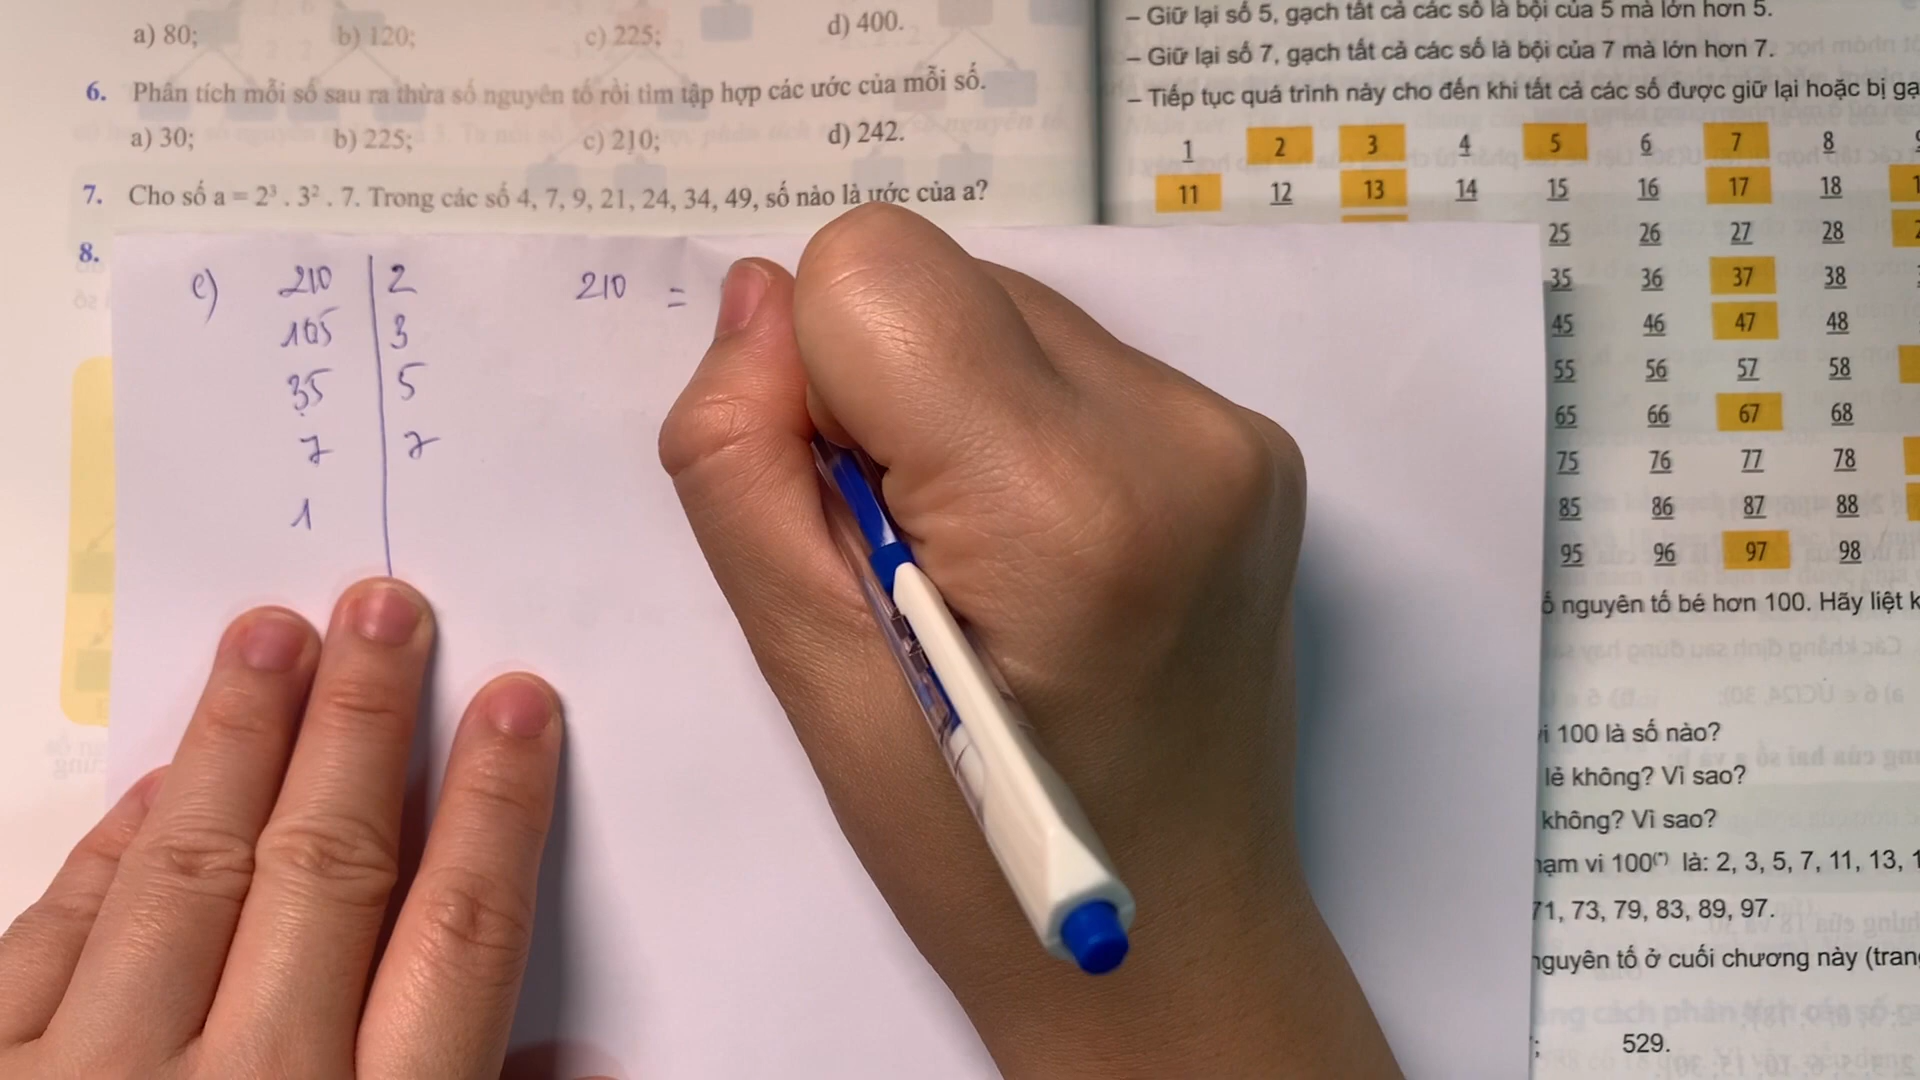 a) 80; b) 120; c) 225; d) 400.
6. Phân tích mỗi số sau ra thừa số nguyên tố rồi tìm tập hợp các ước của mỗi số.
a) 30; b) 225; c) 210; d) 242.
7. Cho số a = 2³ . 3² . 7. Trong các số 4, 7, 9, 21, 24, 34, 49, số nào là ước của a?
8.
c) 210 2 210 =
105 3
35 5
7 7
1
– Giữ lại số 5, gạch tất cả các số là bội của 5 mà lớn hơn 5.
– Giữ lại số 7, gạch tất cả các số là bội của 7 mà lớn hơn 7.
– Tiếp tục quá trình này cho đến khi tất cả các số được giữ lại hoặc bị
1 2 3 4 5 6 7 8
11 12 13 14 15 16 17 18
25 26 27 28
35 36 37 38
45 46 47 48
55 56 57 58
65 66 67 68
75 76 77 78
85 86 87 88
95 96 97 98
nguyên tố bé hơn 100. Hãy liệt
100 là số nào?
lẻ không? Vì sao?
không? Vì sao?
vi 100(*) là: 2, 3, 5, 7, 11, 13,
71, 73, 79, 83, 89, 97.
nguyên tố ở cuối chương này
; 529.